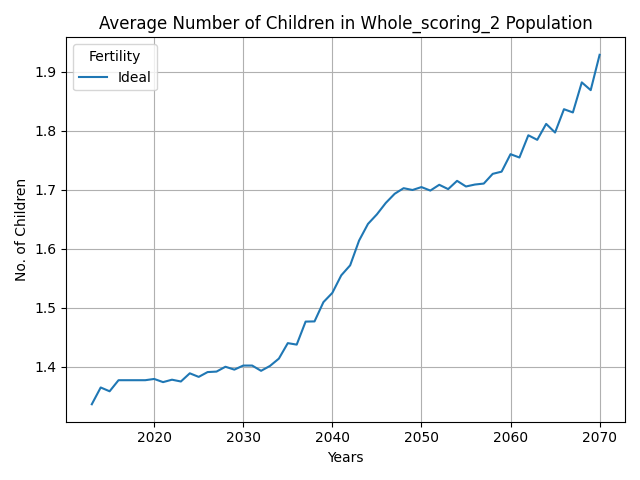 Average Number of Children in Whole_scoring_2 Population
Fertility
Ideal
No. of Children
1.9
1.8
1.7
1.6
1.5
1.4
2020 2030 2040 2050 2060 2070
Years